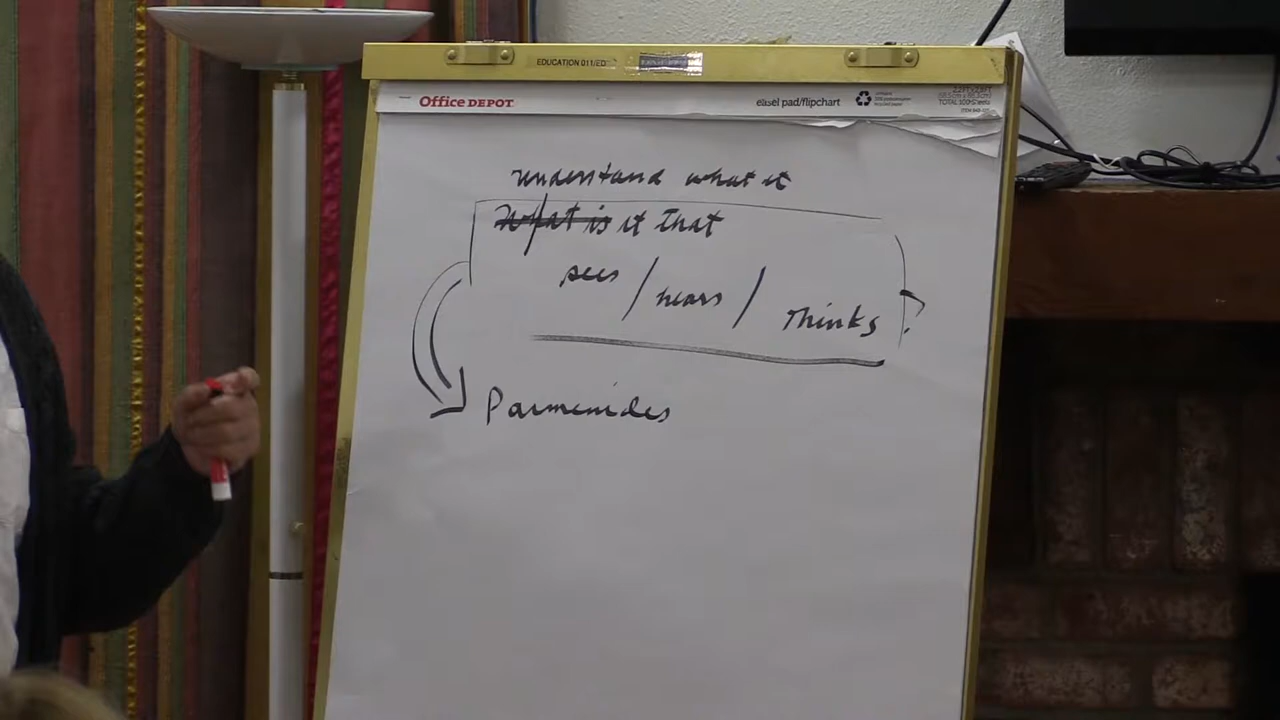 EDUCATION 011/ED
Office DEPOT
easel pad/flipchart
understand what it
What is it that
sees / hears / Thinks ?
Parmenides